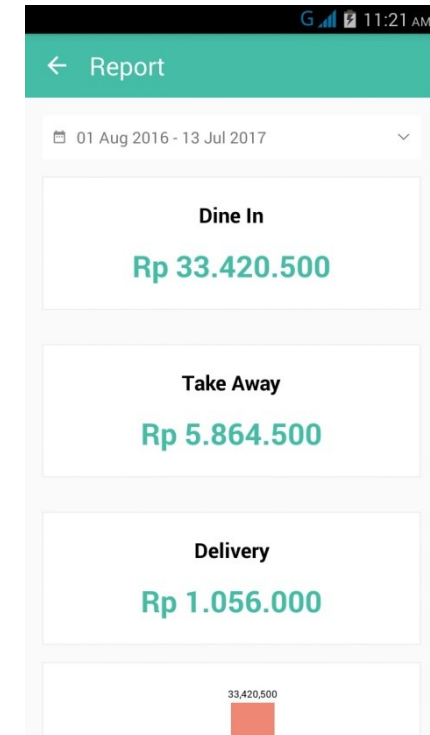 G 11:21 AM
Report
01 Aug 2016 - 13 Jul 2017
Dine In
Rp 33.420.500
Take Away
Rp 5.864.500
Delivery
Rp 1.056.000
33,420,500